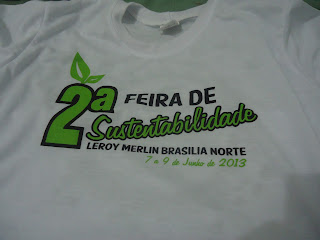 2ª FEIRA DE
Sustentabilidade
LEROY MERLIN BRASILIA NORTE
7 a 9 de Junho de 2013